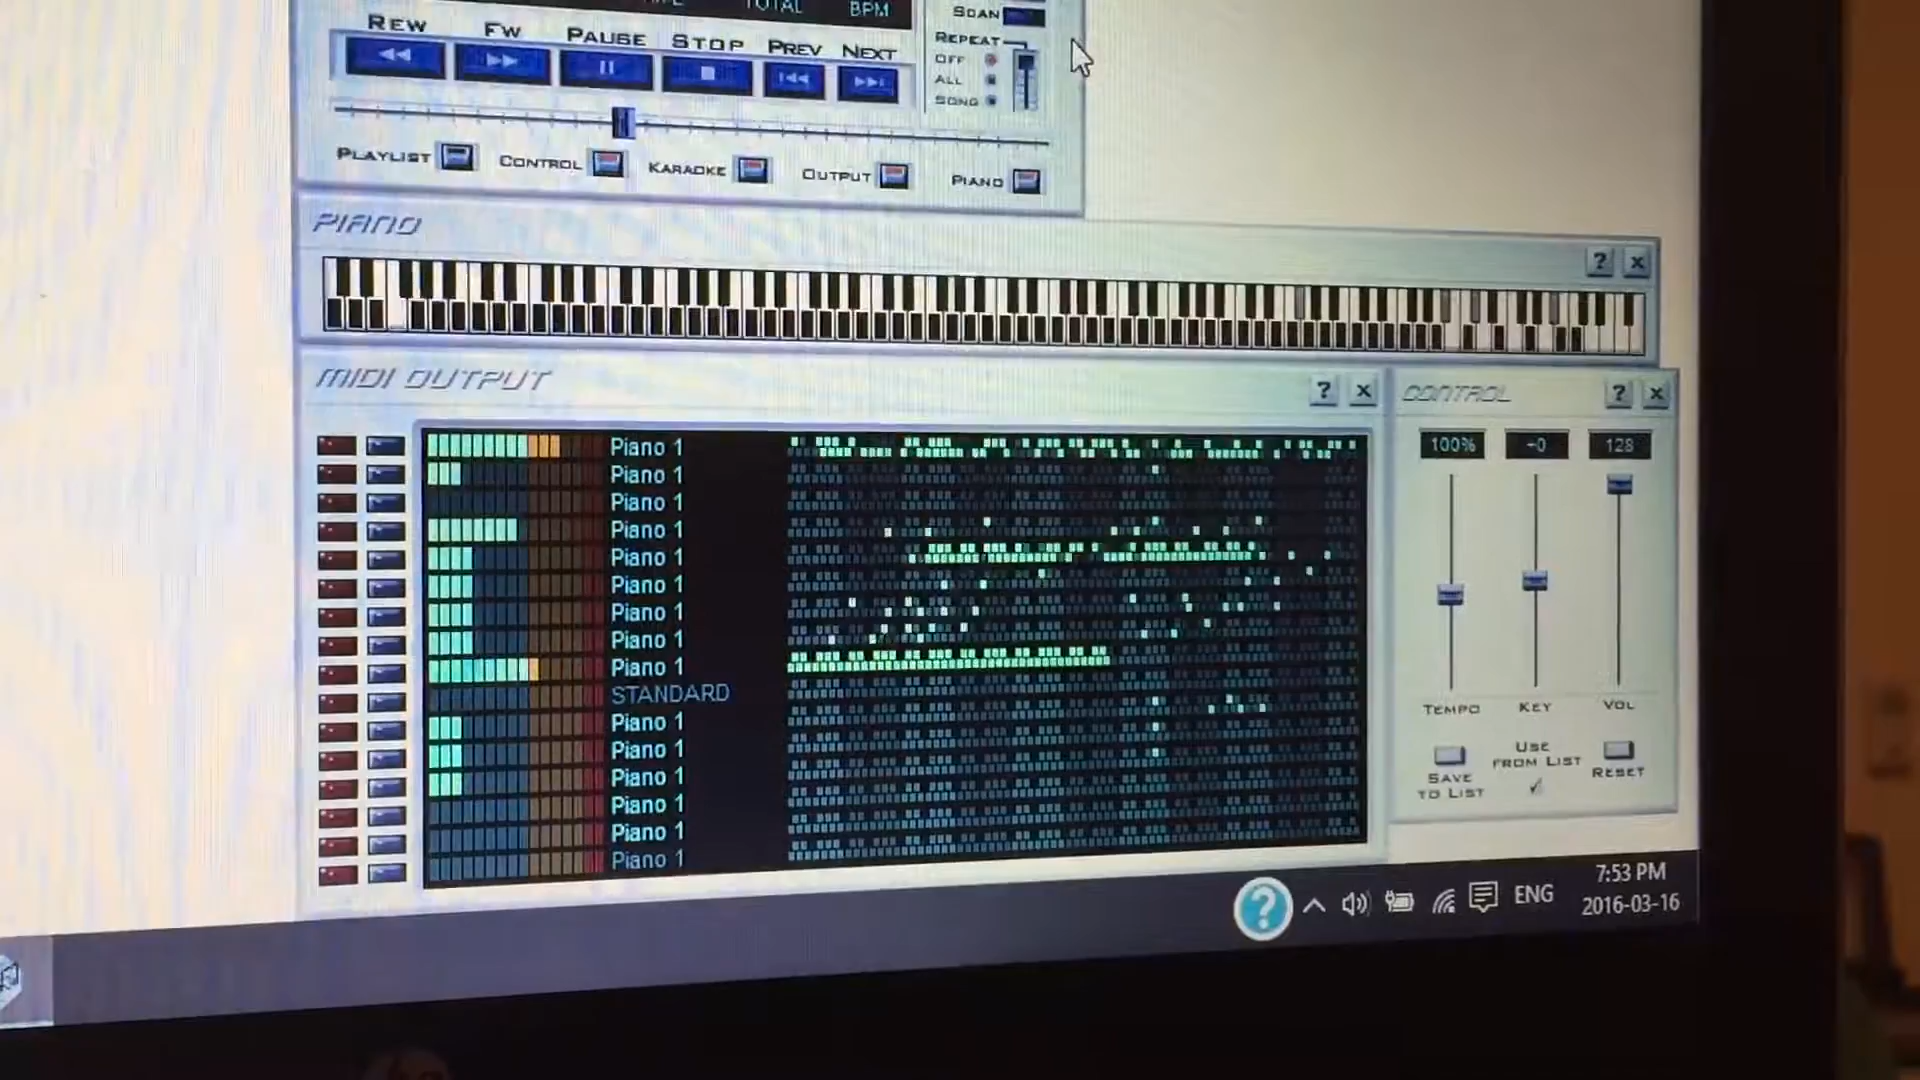 TOTAL
BPM
SCAN
REW
FW
PAUSE
STOP
PREV
NEXT
REPEAT
OFF
ALL
SONG
PLAYLIST
CONTROL
KARAOKE
OUTPUT
PIANO
PIANO
? X
MIDI OUTPUT
? X
CONTROL
? X
Piano 1
Piano 1
Piano 1
Piano 1
Piano 1
Piano 1
Piano 1
Piano 1
Piano 1
STANDARD
Piano 1
Piano 1
Piano 1
Piano 1
Piano 1
Piano 1
100%
128
TEMPO
KEY
VOL
SAVE
TO LIST
USE
FROM LIST
RESET
?
ENG
7:53 PM
2016-03-16